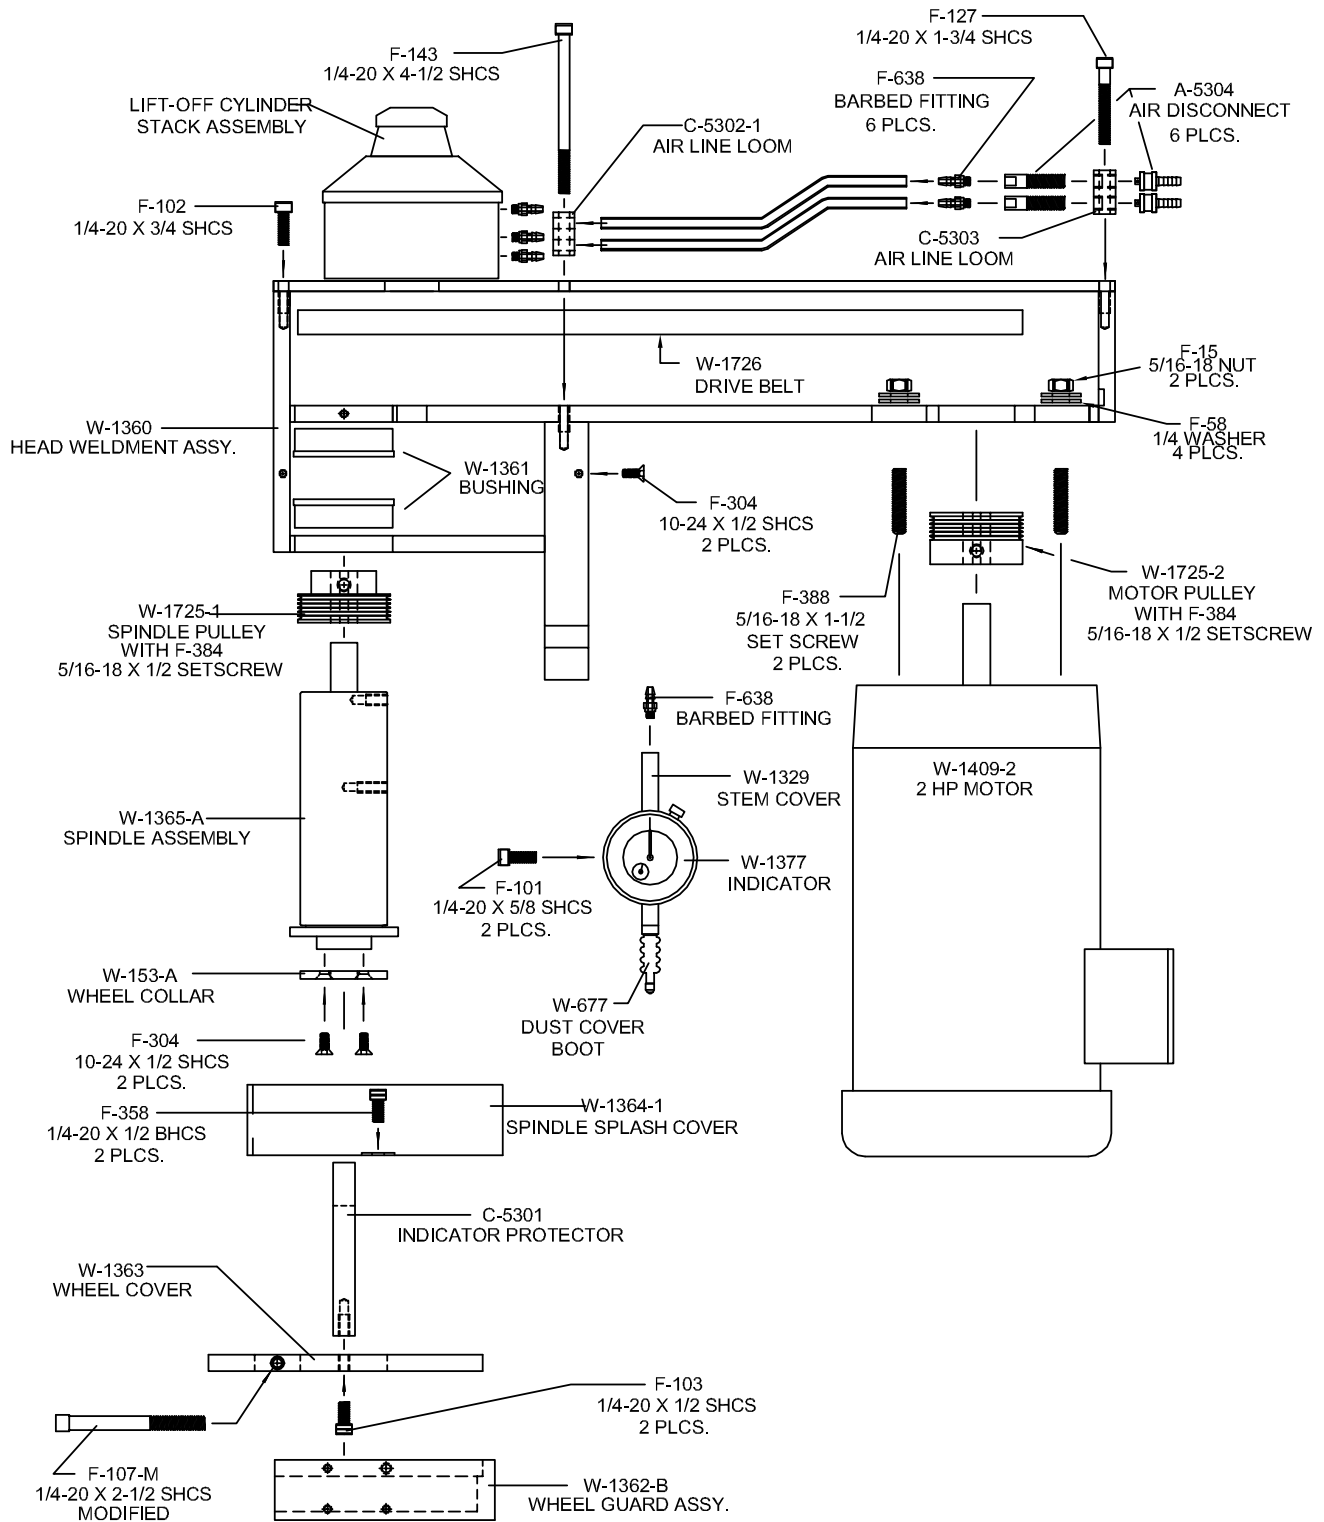 F-127
1/4-20 X 1-3/4 SHCS
F-143
1/4-20 X 4-1/2 SHCS
F-638
BARBED FITTING
6 PLCS.
A-5304
AIR DISCONNECT
6 PLCS.
LIFT-OFF CYLINDER
STACK ASSEMBLY
C-5302-1
AIR LINE LOOM
F-102
1/4-20 X 3/4 SHCS
C-5303
AIR LINE LOOM
W-1726
DRIVE BELT
F-15
5/16-18 NUT
2 PLCS.
W-1360
HEAD WELDMENT ASSY.
F-58
1/4 WASHER
4 PLCS.
W-1361
BUSHING
F-304
10-24 X 1/2 SHCS
2 PLCS.
W-1725-1
SPINDLE PULLEY
WITH F-384
5/16-18 X 1/2 SETSCREW
F-388
5/16-18 X 1-1/2
SET SCREW
2 PLCS.
W-1725-2
MOTOR PULLEY
WITH F-384
5/16-18 X 1/2 SETSCREW
F-638
BARBED FITTING
W-1329
STEM COVER
W-1409-2
2 HP MOTOR
W-1365-A
SPINDLE ASSEMBLY
W-1377
INDICATOR
F-101
1/4-20 X 5/8 SHCS
2 PLCS.
W-153-A
WHEEL COLLAR
W-677
DUST COVER
BOOT
F-304
10-24 X 1/2 SHCS
2 PLCS.
F-358
1/4-20 X 1/2 BHCS
2 PLCS.
W-1364-1
SPINDLE SPLASH COVER
C-5301
INDICATOR PROTECTOR
W-1363
WHEEL COVER
F-103
1/4-20 X 1/2 SHCS
2 PLCS.
F-107-M
1/4-20 X 2-1/2 SHCS
MODIFIED
W-1362-B
WHEEL GUARD ASSY.